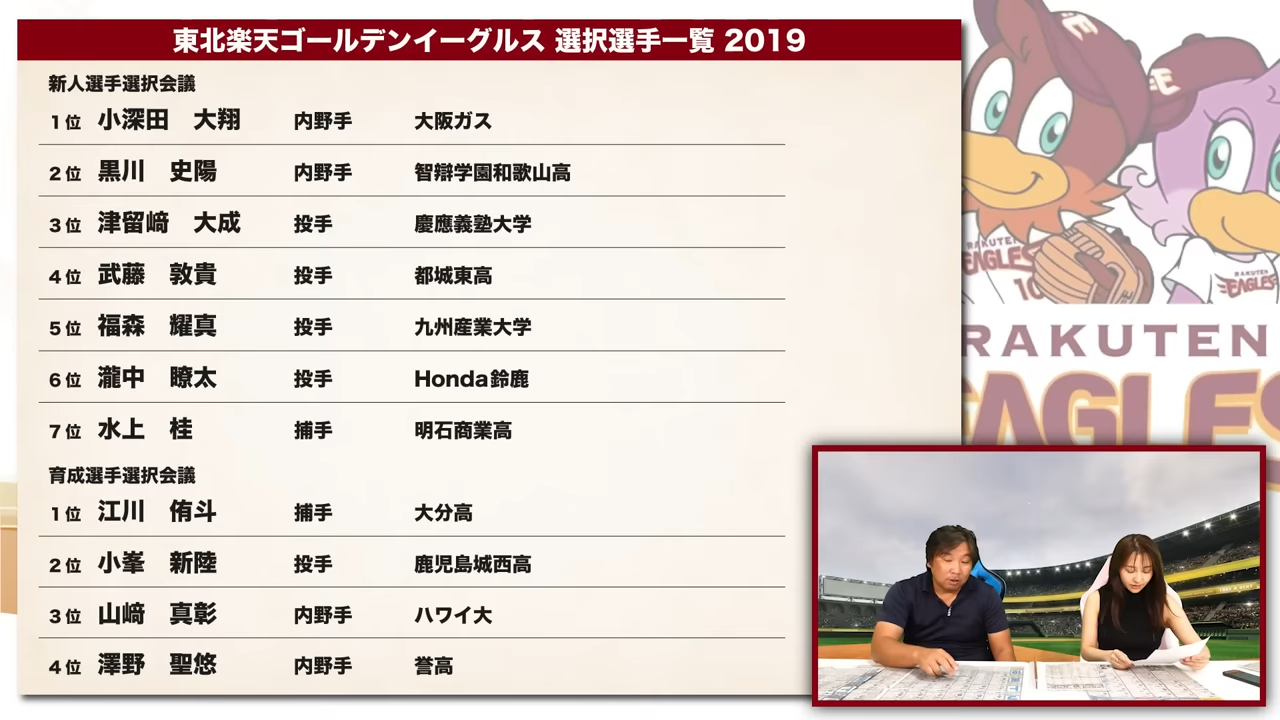 東北楽天ゴールデンイーグルス 選択選手一覧 2019
新人選手選択会議
1位 小深田 大翔 内野手 大阪ガス
2位 黒川 史陽 内野手 智辯学園和歌山高
3位 津留﨑 大成 投手 慶應義塾大学
4位 武藤 敦貴 投手 都城東高
5位 福森 耀真 投手 九州産業大学
6位 瀧中 瞭太 投手 Honda鈴鹿
7位 水上 桂 捕手 明石商業高
育成選手選択会議
1位 江川 侑斗 捕手 大分高
2位 小峯 新陸 投手 鹿児島城西高
3位 山﨑 真彰 内野手 ハワイ大
4位 澤野 聖悠 内野手 誉高
E
E
RAKUTEN
EAGLES
10
RAKUTEN
EAGLES
RAKUTEN
EAGLES